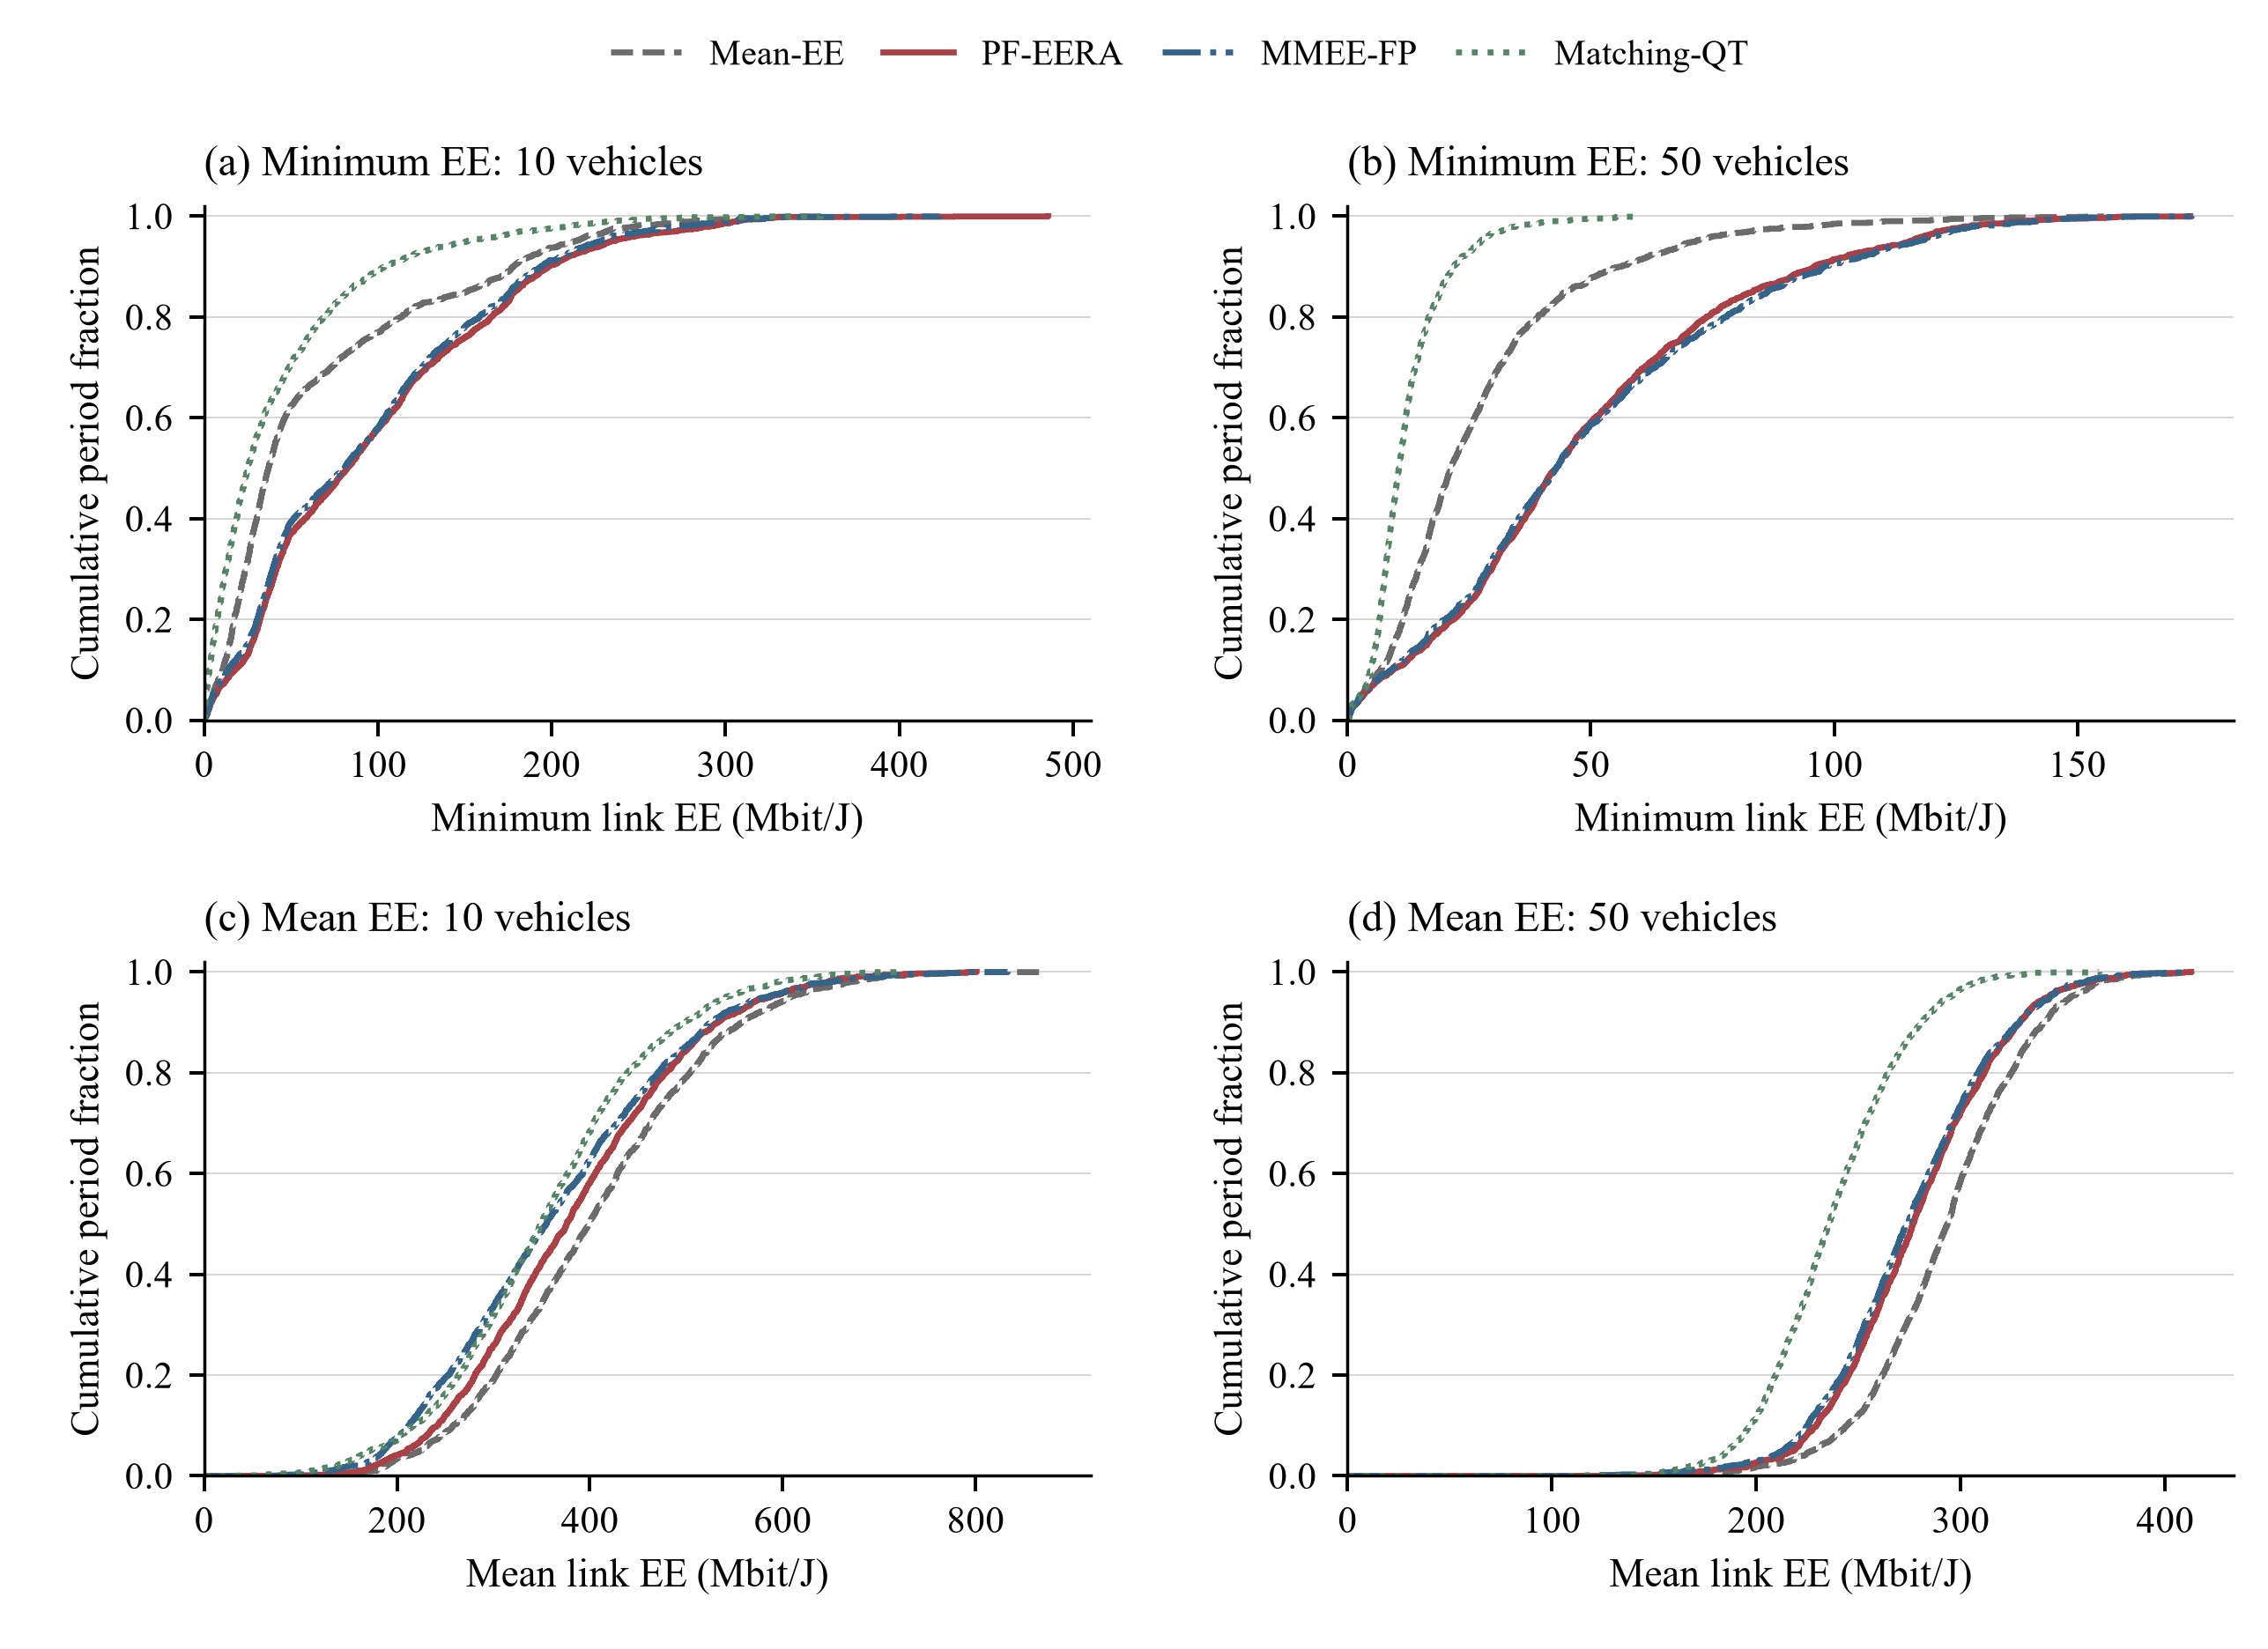 Mean-EE PF-EERA MMEE-FP Matching-QT
(a) Minimum EE: 10 vehicles
1.0
0.8
0.6
0.4
0.2
0.0
Cumulative period fraction
0 100 200 300 400 500
Minimum link EE (Mbit/J)
(b) Minimum EE: 50 vehicles
1.0
0.8
0.6
0.4
0.2
0.0
Cumulative period fraction
0 50 100 150
Minimum link EE (Mbit/J)
(c) Mean EE: 10 vehicles
1.0
0.8
0.6
0.4
0.2
0.0
Cumulative period fraction
0 200 400 600 800
Mean link EE (Mbit/J)
(d) Mean EE: 50 vehicles
1.0
0.8
0.6
0.4
0.2
0.0
Cumulative period fraction
0 100 200 300 400
Mean link EE (Mbit/J)